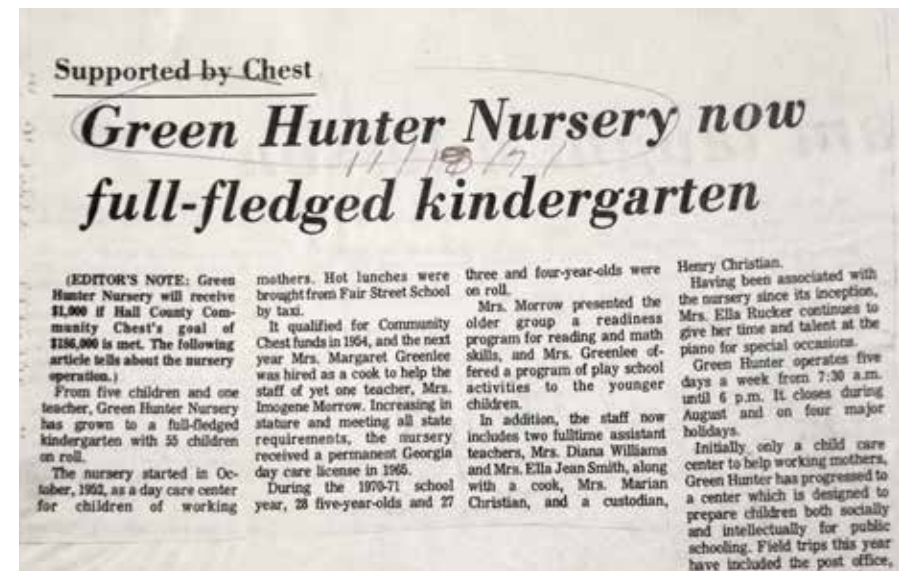 Supported by Chest
Green Hunter Nursery now
11/18/71
full-fledged kindergarten
(EDITOR'S NOTE: Green
Hunter Nursery will receive
$1,000 if Hall County Com-
munity Chest's goal of
$186,000 is met. The following
article tells about the nursery
operation.)
From five children and one
teacher, Green Hunter Nursery
has grown to a full-fledged
kindergarten with 55 children
on roll.
The nursery started in Oc-
tober, 1952, as a day care center
for children of working
mothers. Hot lunches were
brought from Fair Street School
by taxi.
It qualified for Community
Chest funds in 1954, and the next
year Mrs. Margaret Greenlee
was hired as a cook to help the
staff of yet one teacher, Mrs.
Imogene Morrow. Increasing in
stature and meeting all state
requirements, the nursery
received a permanent Georgia
day care license in 1965.
During the 1970-71 school
year, 28 five-year-olds and 27
three and four-year-olds were
on roll.
Mrs. Morrow presented the
older group a readiness
program for reading and math
skills, and Mrs. Greenlee of-
fered a program of play school
activities to the younger
children.
In addition, the staff now
includes two fulltime assistant
teachers, Mrs. Diana Williams
and Mrs. Ella Jean Smith, along
with a cook, Mrs. Marian
Christian, and a custodian,
Henry Christian.
Having been associated with
the nursery since its inception,
Mrs. Ella Rucker continues to
give her time and talent at the
piano for special occasions.
Green Hunter operates five
days a week from 7:30 a.m.
until 6 p.m. It closes during
August and on four major
holidays.
Initially only a child care
center to help working mothers,
Green Hunter has progressed to
a center which is designed to
prepare children both socially
and intellectually for public
schooling. Field trips this year
have included the post office,